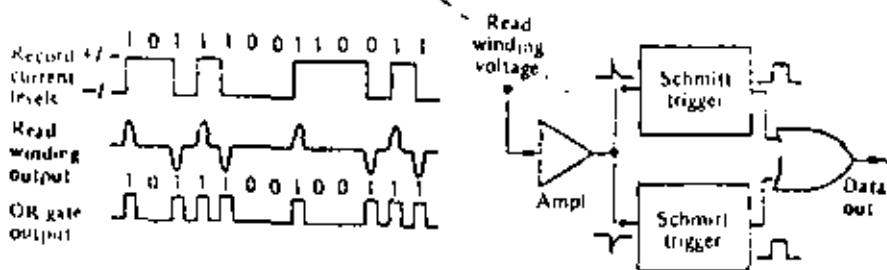 1 0 1 1 1 0 0 1 1 0 0 1 1
Record +I
current
levels −I
Read
winding
output
1 0 1 1 1 0 0 1 0 0 1 1 1
OR gate
output
Read
winding
voltage
Ampl
Schmitt
trigger
Schmitt
trigger
Data
out